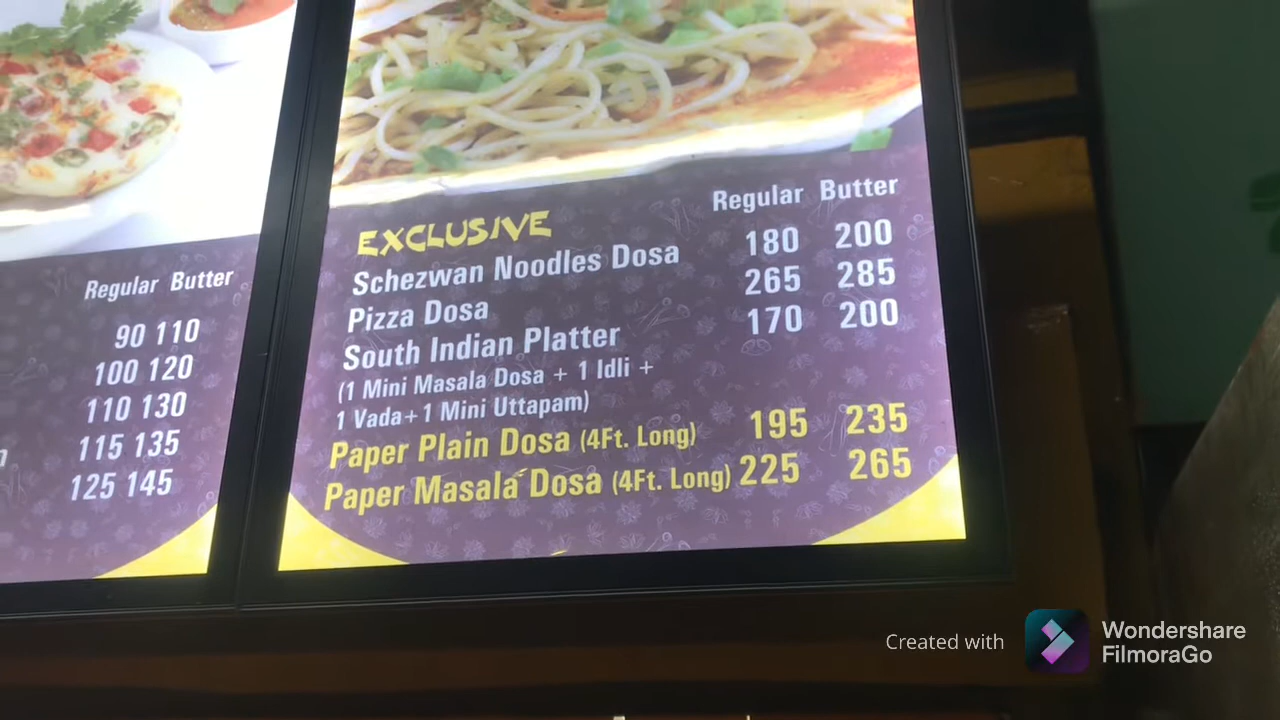 Regular Butter
90 110
100 120
110 130
115 135
125 145
Regular Butter
EXCLUSIVE
Schezwan Noodles Dosa 180 200
Pizza Dosa 265 285
South Indian Platter 170 200
(1 Mini Masala Dosa + 1 Idli +
1 Vada+1 Mini Uttapam)
Paper Plain Dosa (4Ft. Long) 195 235
Paper Masala Dosa (4Ft. Long) 225 265
Created with
Wondershare
FilmoraGo